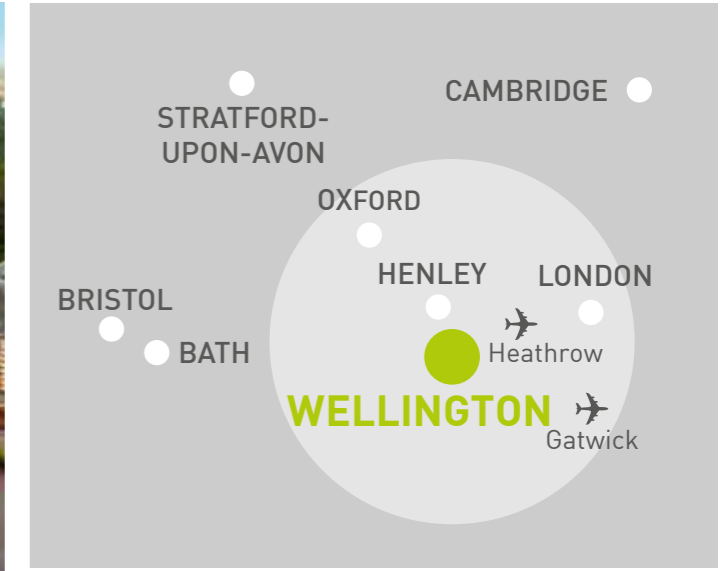 CAMBRIDGE
STRATFORD-
UPON-AVON
OXFORD
HENLEY
LONDON
BRISTOL
BATH
Heathrow
WELLINGTON
Gatwick